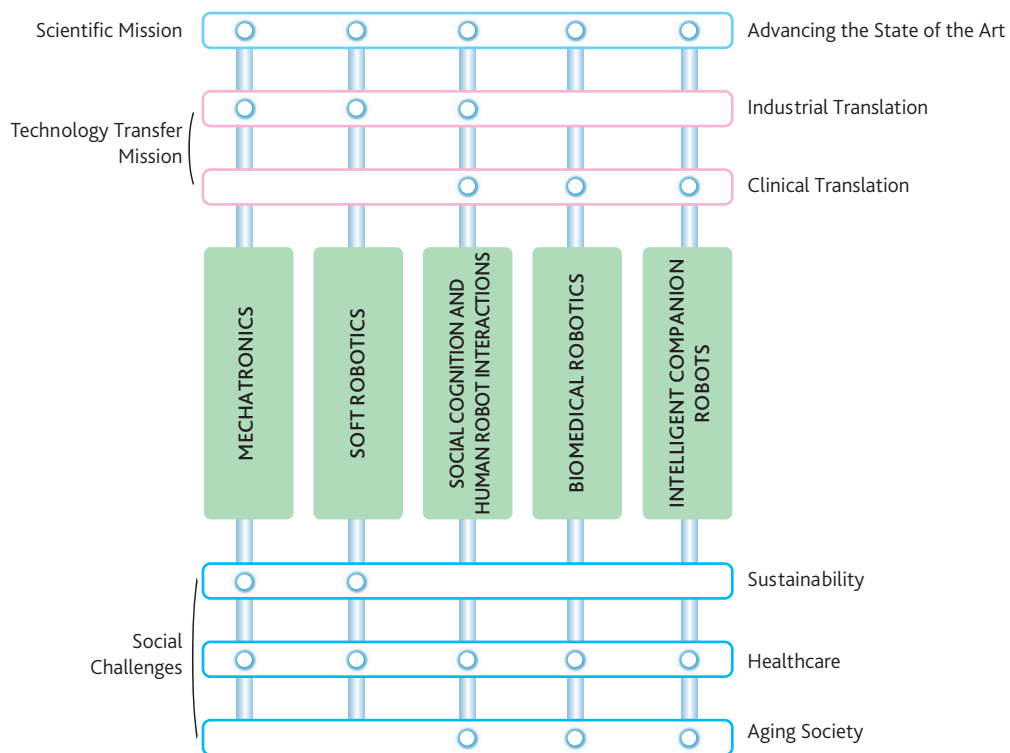 Scientific Mission
Advancing the State of the Art
Industrial Translation
Technology Transfer
Mission
Clinical Translation
MECHATRONICS
SOFT ROBOTICS
SOCIAL COGNITION AND
HUMAN ROBOT INTERACTIONS
BIOMEDICAL ROBOTICS
INTELLIGENT COMPANION
ROBOTS
Sustainability
Social
Challenges
Healthcare
Aging Society